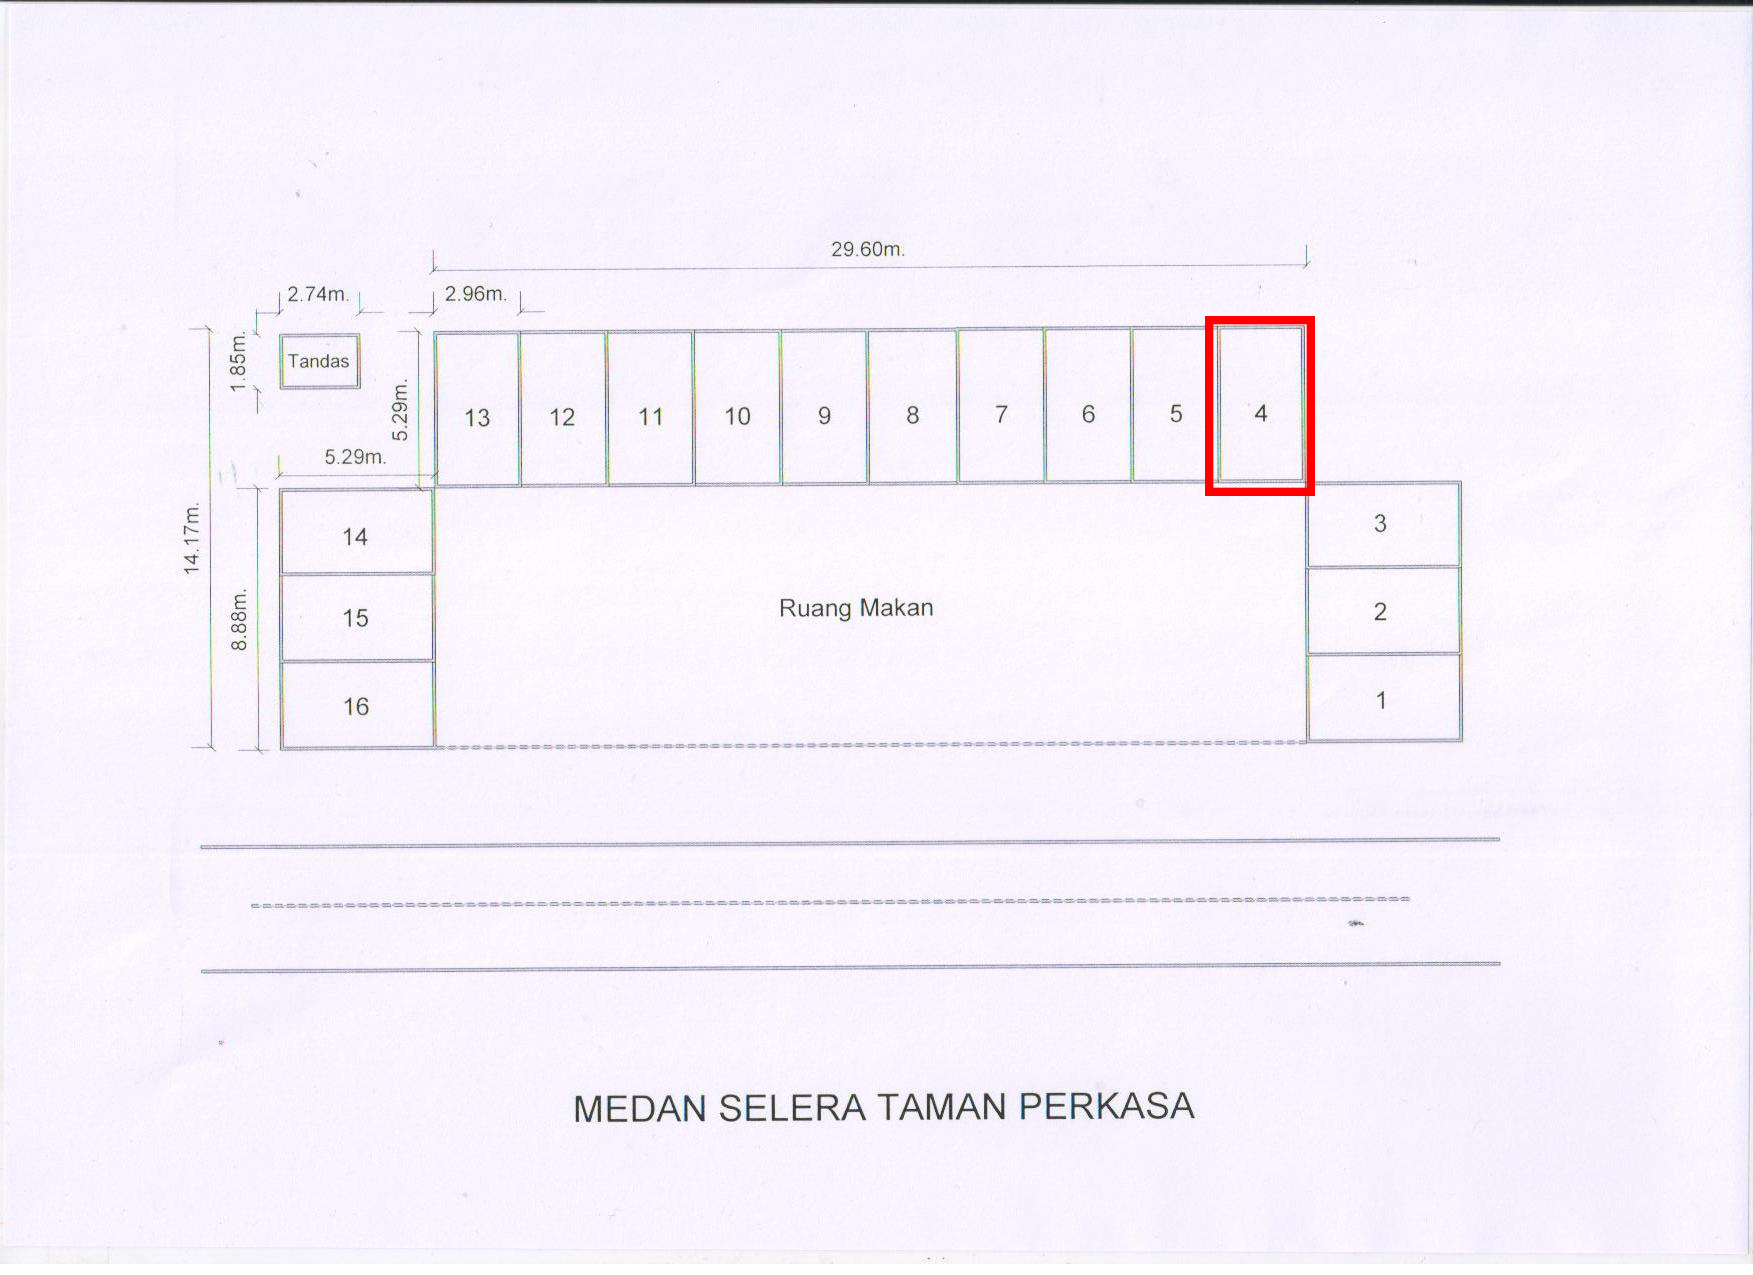 29.60m.
2.74m.
2.96m.
1.85m.
Tandas
5.29m.
13 12 11 10 9 8 7 6 5 4
5.29m.
14.17m.
8.88m.
14
15
16
Ruang Makan
3
2
1
MEDAN SELERA TAMAN PERKASA